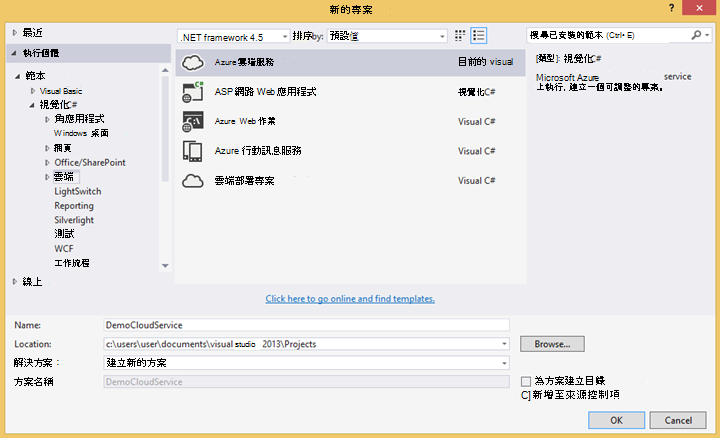 新的專案
? ×
最近
執行個體
範本
Visual Basic
視覺化C#
角應用程式
Windows 桌面
網頁
Office/SharePoint
雲端
LightSwitch
Reporting
Silverlight
測試
WCF
工作流程
線上
.NET framework 4.5 排序by: 預設值
Azure 雲端服務 目前的 visual
ASP 網路 Web 應用程式 視覺化C#
Azure Web 作業 Visual C#
Azure 行動訊息服務 Visual C#
雲端部署專案 Visual C#
Click here to go online and find templates.
搜尋已安裝的範本 (Ctrl+ E)
[類型]: 視覺化 C#
Microsoft Azure service
上執行, 建立一個可調整的專案。
Name: DemoCloudService
Location: c:\users\user\documents\visual studio 2013\Projects
Browse...
解決方案： 建立新的方案
方案名稱 DemoCloudService
為方案建立目錄
C] 新增至來源控制項
OK Cancel